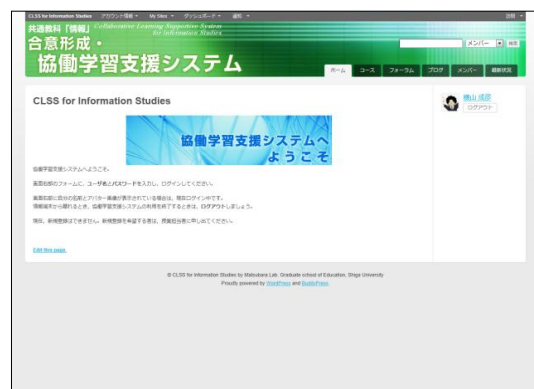 CLSS for Information Studies アカウント情報 My Sites ダッシュボード 通知 訪問
共通教科「情報」 Collaborative Learning Supportive System
for Information Studies
合意形成・
協働学習支援システム
メンバー 検索
ホーム コース フォーラム ブログ メンバー 最新状況
CLSS for Information Studies
横山 成彦
ログアウト
協働学習支援システムへ
ようこそ
協働学習支援システムへようこそ。
画面右部のフォームに、ユーザ名とパスワードを入力し、ログインしてください。
画面右部に自分の名前とアバター画像が表示されている場合は、現在ログイン中です。
情報端末から離れるとき、協働学習支援システムの利用を終了するときは、ログアウトしましょう。
現在、新規登録はできません。新規登録を希望する者は、授業担当者に申し出てください。
Edit this page.
© CLSS for Information Studies by Matsubara Lab. Graduate school of Education, Shiga University
Proudly powered by WordPress and BuddyPress.